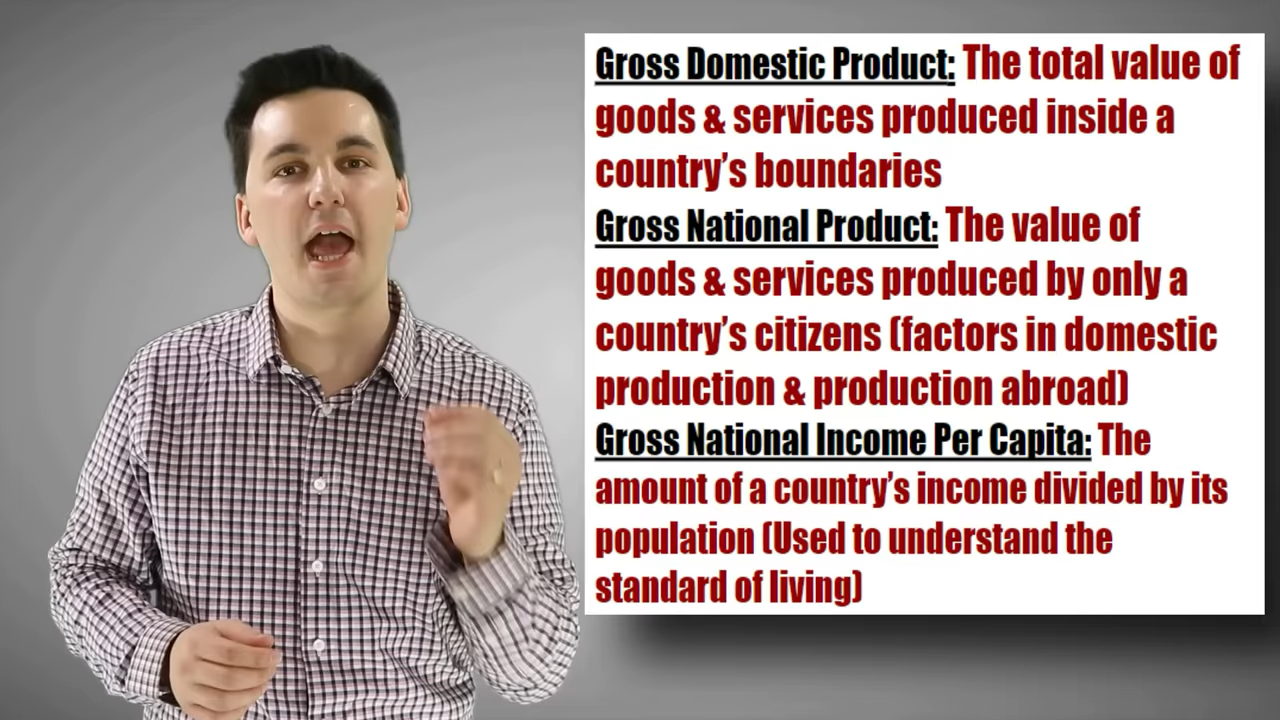 Gross Domestic Product: The total value of
goods & services produced inside a
country's boundaries
Gross National Product: The value of
goods & services produced by only a
country's citizens (factors in domestic
production & production abroad)
Gross National Income Per Capita: The
amount of a country's income divided by its
population (Used to understand the
standard of living)